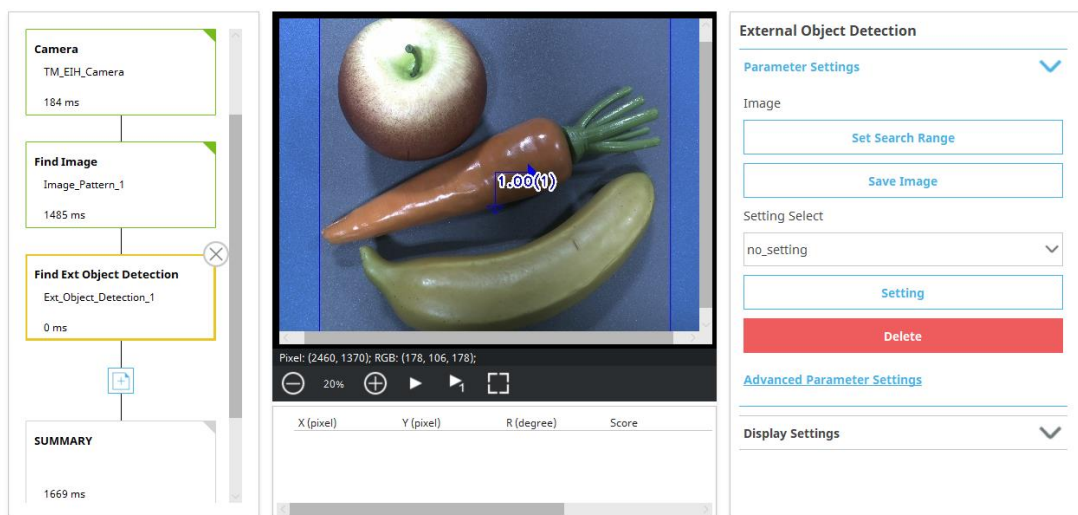 Camera
TM_EIH_Camera
184 ms
Find Image
Image_Pattern_1
1485 ms
Find Ext Object Detection
Ext_Object_Detection_1
0 ms
SUMMARY
1669 ms
1.00(1)
Pixel: (2460, 1370); RGB: (178, 106, 178);
20%
1
X (pixel) Y (pixel) R (degree) Score
External Object Detection
Parameter Settings
Image
Set Search Range
Save Image
Setting Select
no_setting
Setting
Delete
Advanced Parameter Settings
Display Settings